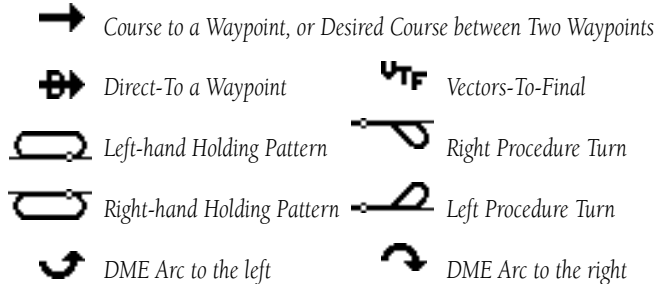 Course to a Waypoint, or Desired Course between Two Waypoints
Direct-To a Waypoint
VTF Vectors-To-Final
Left-hand Holding Pattern
Right Procedure Turn
Right-hand Holding Pattern
Left Procedure Turn
DME Arc to the left
DME Arc to the right